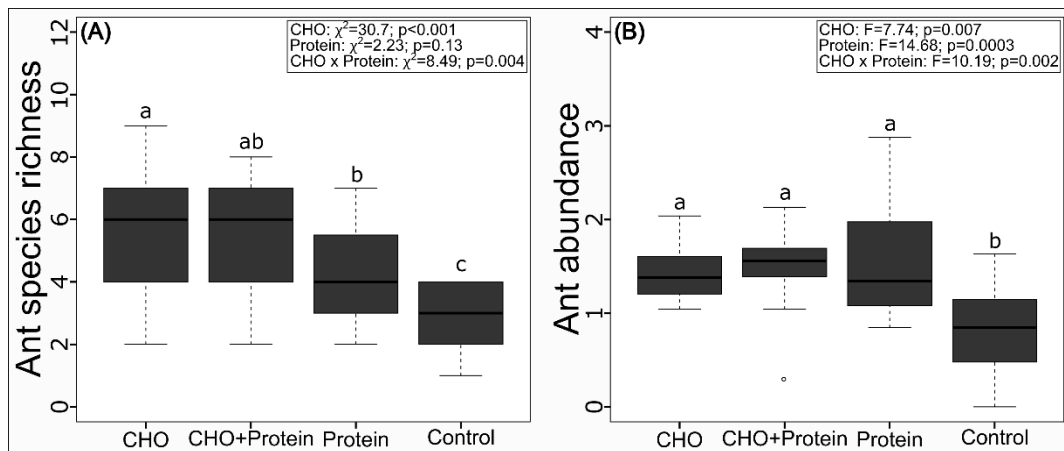 (A)
CHO: χ²=30.7; p<0.001
Protein: χ²=2.23; p=0.13
CHO x Protein: χ²=8.49; p=0.004
Ant species richness
12
10
8
6
4
2
0
a
ab
b
c
CHO
CHO+Protein
Protein
Control
(B)
CHO: F=7.74; p=0.007
Protein: F=14.68; p=0.0003
CHO x Protein: F=10.19; p=0.002
Ant abundance
4
3
2
1
0
a
a
a
b
CHO
CHO+Protein
Protein
Control